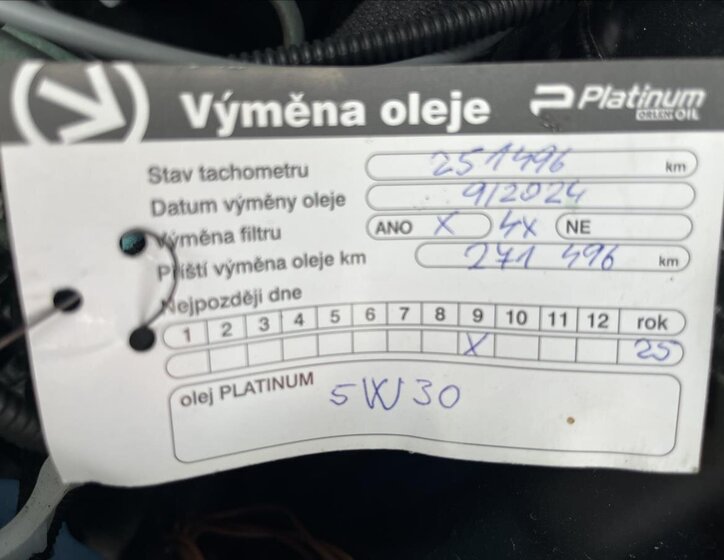 Výměna oleje Platinum
ORLEN OIL
Stav tachometru 251496 km
Datum výměny oleje 9/2024
Výměna filtru ANO X 4x NE
Příští výměna oleje km 271 496 km
Nejpozději dne
1 2 3 4 5 6 7 8 9 10 11 12 rok
X 25
olej PLATINUM 5W30